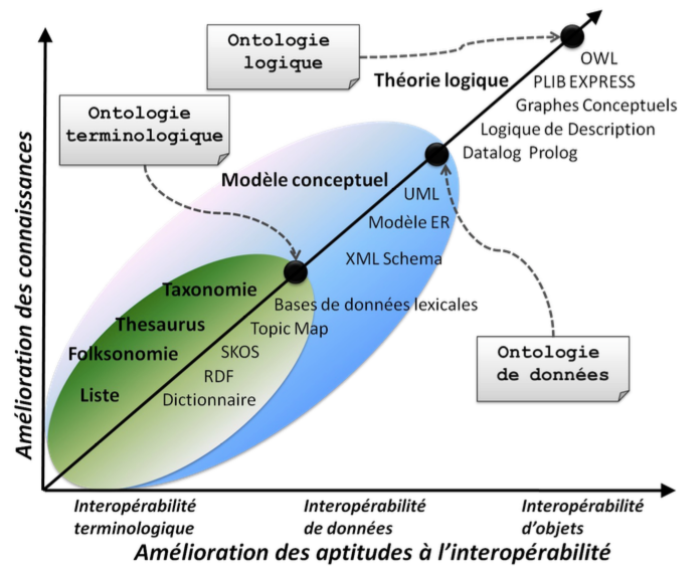 Ontologie
logique
Théorie logique
OWL
PLIB EXPRESS
Graphes Conceptuels
Logique de Description
Datalog Prolog
Ontologie
terminologique
Modèle conceptuel
UML
Modèle ER
XML Schema
Taxonomie
Bases de données lexicales
Thesaurus
Topic Map
Folksonomie
SKOS
RDF
Liste
Dictionnaire
Ontologie
de données
Amélioration des connaissances
Interopérabilité
terminologique
Interopérabilité
de données
Interopérabilité
d'objets
Amélioration des aptitudes à l'interopérabilité